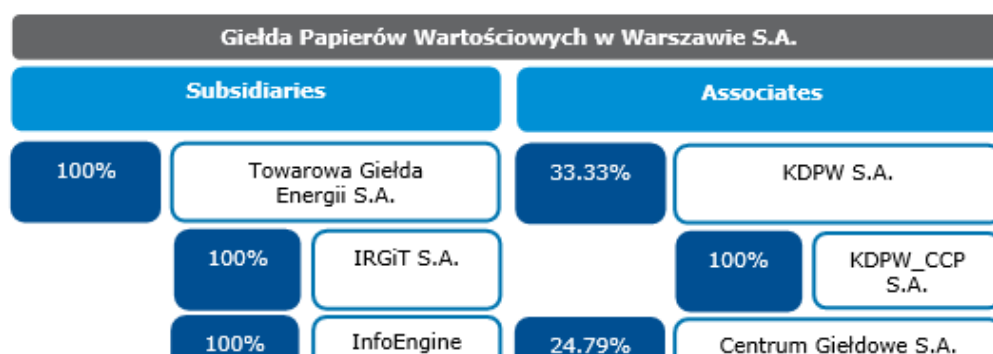 Giełda Papierów Wartościowych w Warszawie S.A.
Subsidiaries
Associates
100%
Towarowa Giełda
Energii S.A.
33.33%
KDPW S.A.
100%
IRGiT S.A.
100%
KDPW_CCP
S.A.
100%
InfoEngine
24.79%
Centrum Giełdowe S.A.